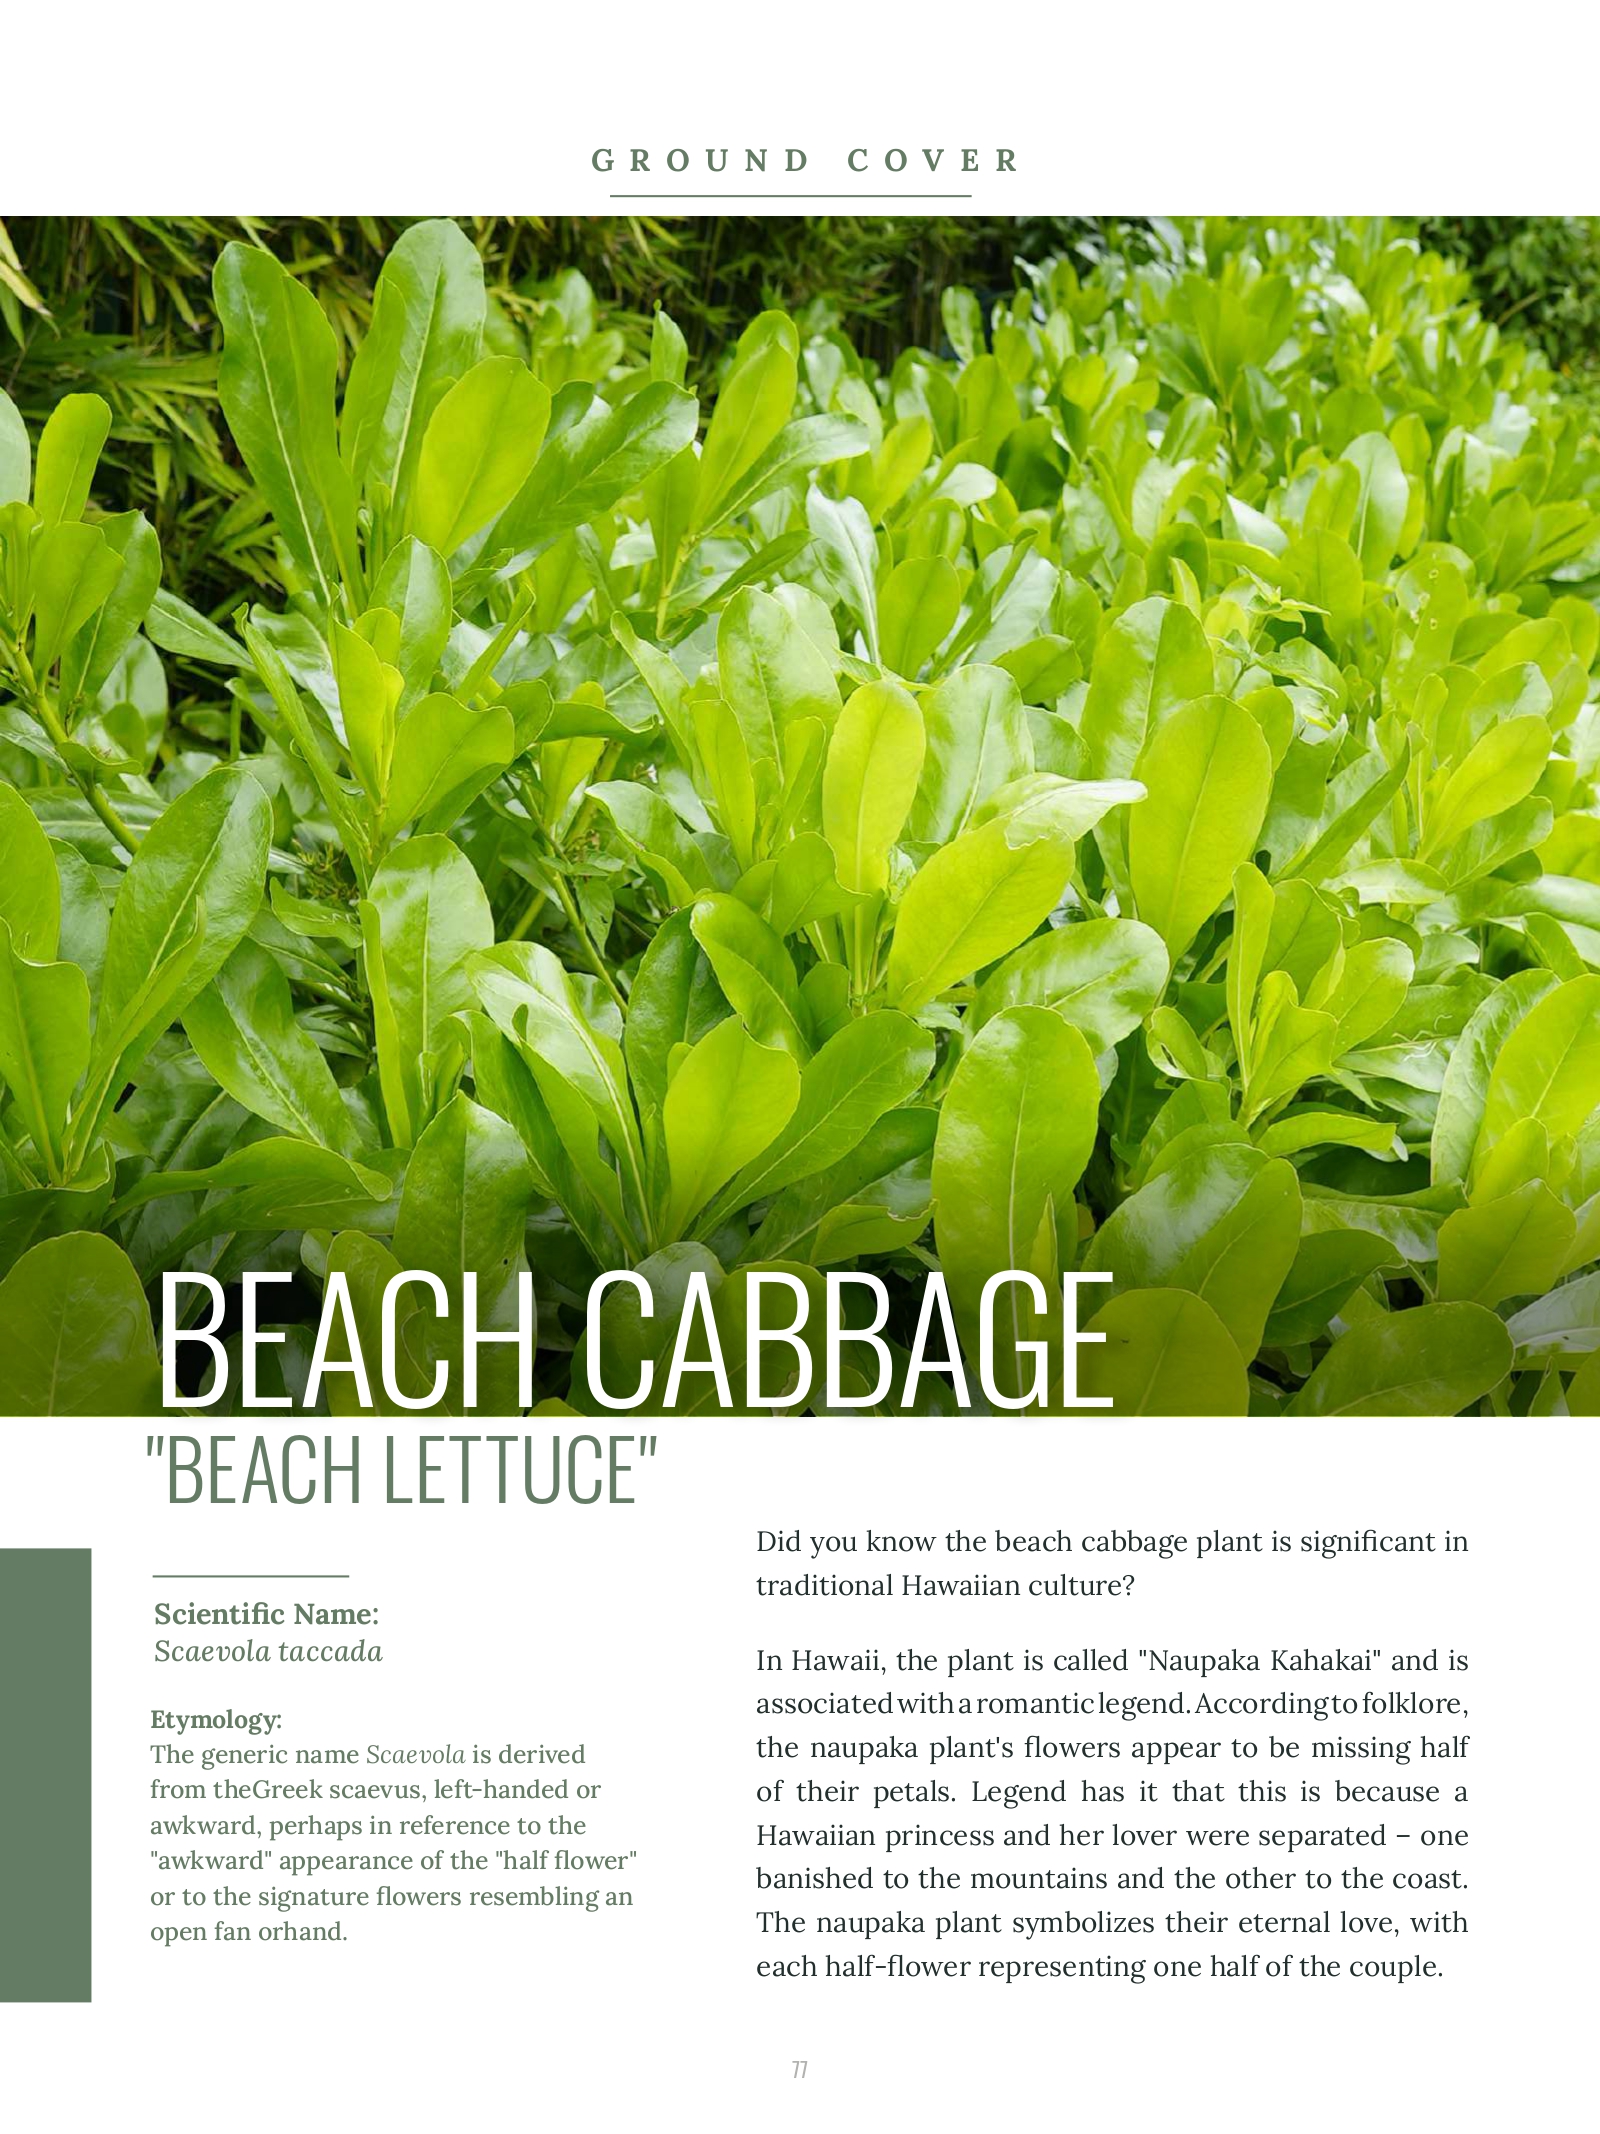 GROUND COVER
BEACH CABBAGE
"BEACH LETTUCE"
Scientific Name:
Scaevola taccada
Etymology:
The generic name Scaevola is derived
from theGreek scaevus, left-handed or
awkward, perhaps in reference to the
"awkward" appearance of the "half flower"
or to the signature flowers resembling an
open fan orhand.
Did you know the beach cabbage plant is significant in
traditional Hawaiian culture?
In Hawaii, the plant is called "Naupaka Kahakai" and is
associated with a romantic legend. According to folklore,
the naupaka plant's flowers appear to be missing half
of their petals. Legend has it that this is because a
Hawaiian princess and her lover were separated – one
banished to the mountains and the other to the coast.
The naupaka plant symbolizes their eternal love, with
each half-flower representing one half of the couple.
77